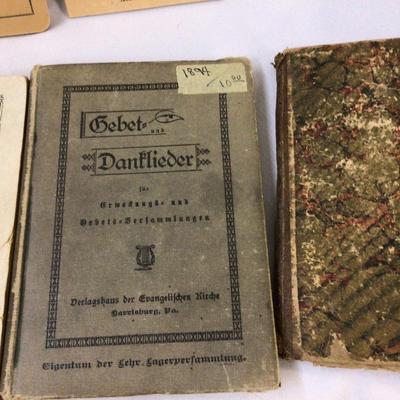 1894
10.00
Gebet-
und
Danklieder
für
Erweckungs- und
Gebets-Versammlungen
Verlagshaus der Evangelischen Kirche
Harrisburg, Pa.
Eigentum der Lehr. Lagerversammlung.